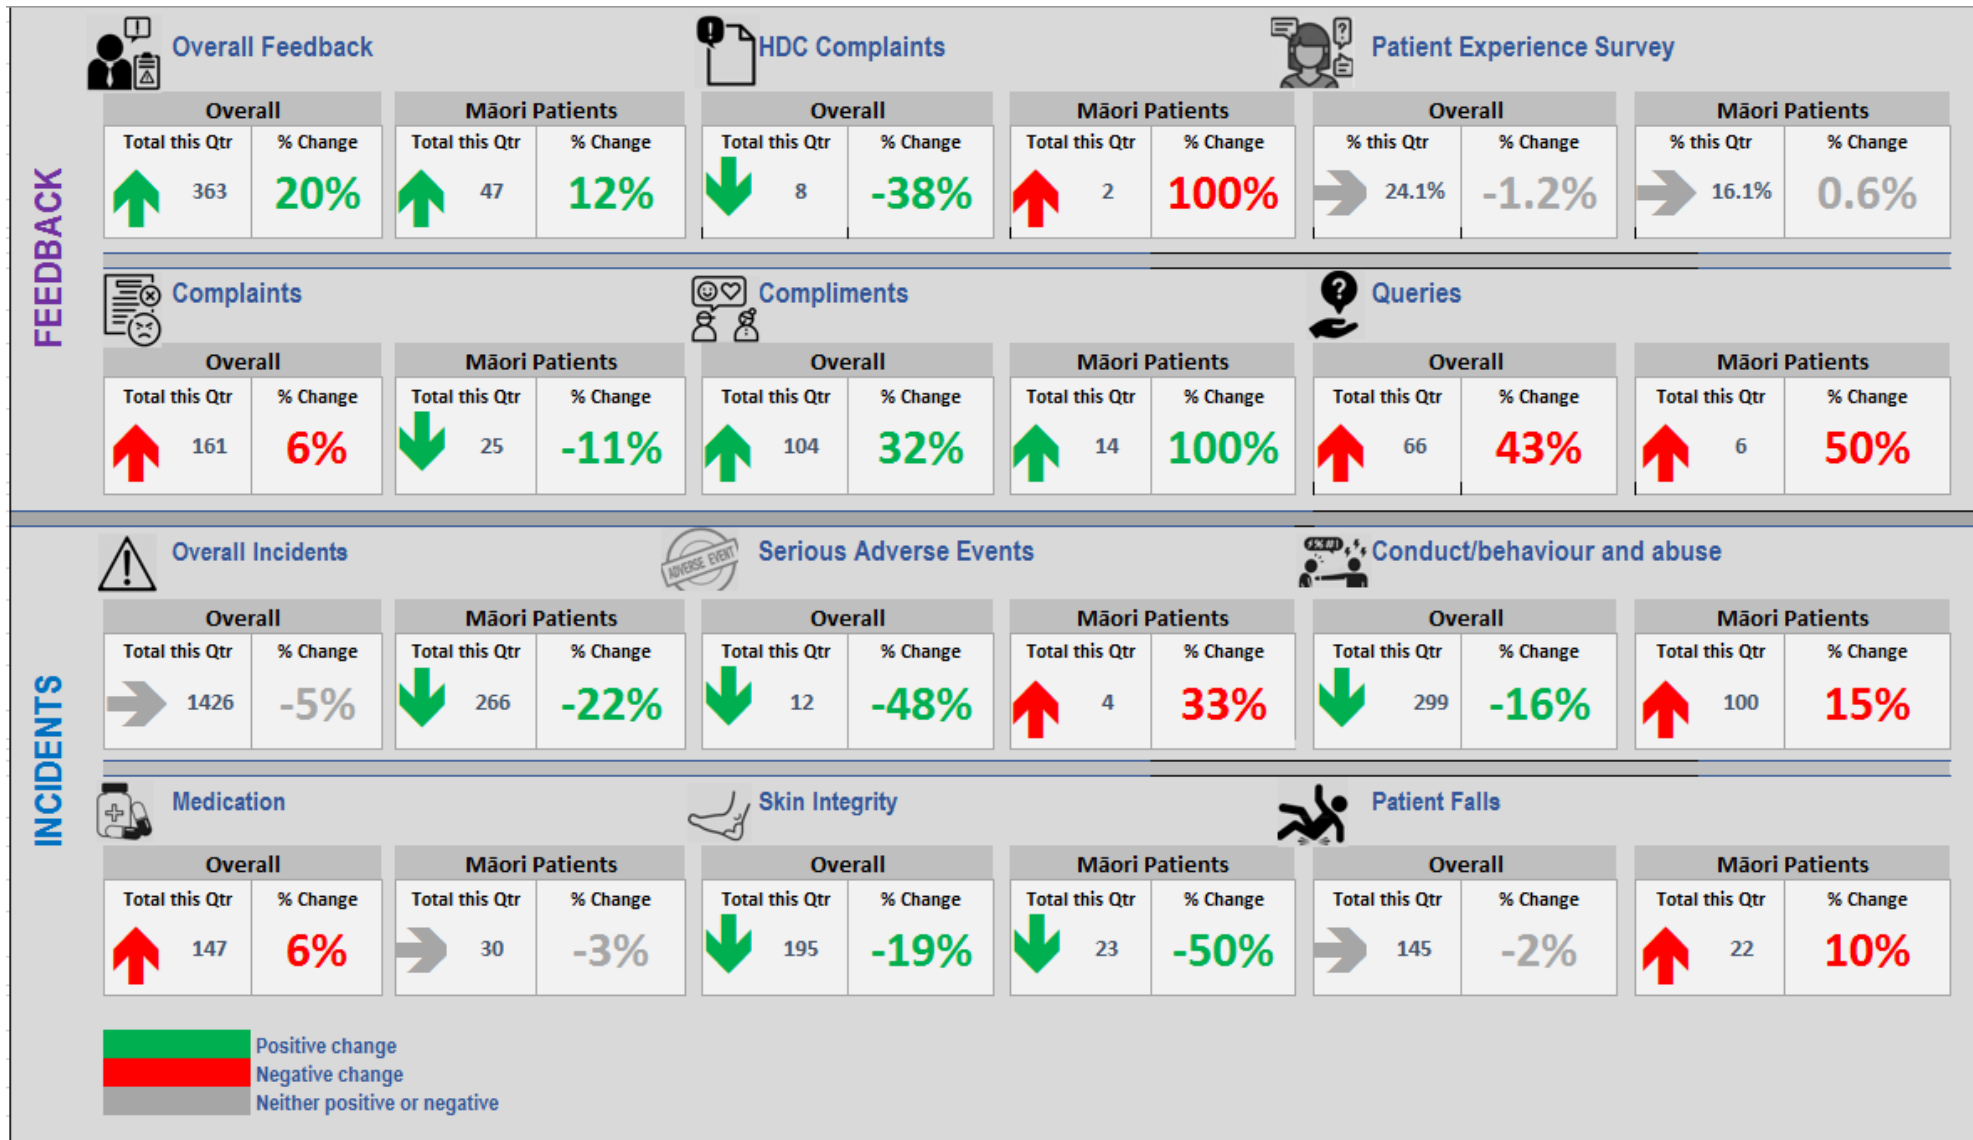 Overall Feedback
HDC Complaints
Patient Experience Survey
FEEDBACK
Overall Māori Patients Overall Māori Patients Overall Māori Patients
Total this Qtr % Change Total this Qtr % Change Total this Qtr % Change Total this Qtr % Change % this Qtr % Change % this Qtr % Change
363 20% 47 12% 8 -38% 2 100% 24.1% -1.2% 16.1% 0.6%
Complaints
Compliments
Queries
Overall Māori Patients Overall Māori Patients Overall Māori Patients
Total this Qtr % Change Total this Qtr % Change Total this Qtr % Change Total this Qtr % Change Total this Qtr % Change Total this Qtr % Change
161 6% 25 -11% 104 32% 14 100% 66 43% 6 50%
INCIDENTS
Overall Incidents
ADVERSE EVENT
Serious Adverse Events
Conduct/behaviour and abuse
Overall Māori Patients Overall Māori Patients Overall Māori Patients
Total this Qtr % Change Total this Qtr % Change Total this Qtr % Change Total this Qtr % Change Total this Qtr % Change Total this Qtr % Change
1426 -5% 266 -22% 12 -48% 4 33% 299 -16% 100 15%
Medication
Skin Integrity
Patient Falls
Overall Māori Patients Overall Māori Patients Overall Māori Patients
Total this Qtr % Change Total this Qtr % Change Total this Qtr % Change Total this Qtr % Change Total this Qtr % Change Total this Qtr % Change
147 6% 30 -3% 195 -19% 23 -50% 145 -2% 22 10%
Positive change
Negative change
Neither positive or negative